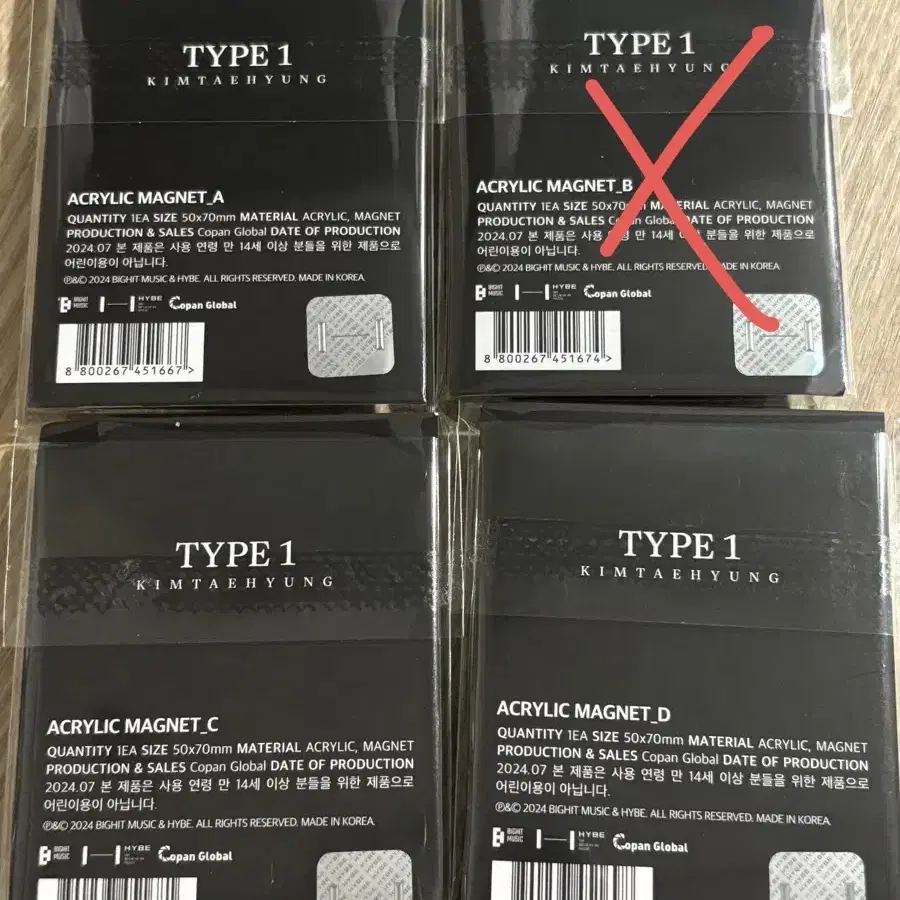 TYPE 1
KIMTAEHYUNG
ACRYLIC MAGNET_A
QUANTITY 1EA SIZE 50x70mm MATERIAL ACRYLIC, MAGNET
PRODUCTION & SALES Copan Global DATE OF PRODUCTION
2024.07 본 제품은 사용 연령 만 14세 이상 분들을 위한 제품으로
어린이용이 아닙니다.
℗&© 2024 BIGHIT MUSIC & HYBE. ALL RIGHTS RESERVED. MADE IN KOREA.
BIGHIT MUSIC HYBE Copan Global
8 800267 451667 >
TYPE 1
KIMTAEHYUNG
ACRYLIC MAGNET_B
QUANTITY 1EA SIZE 50x70mm MATERIAL ACRYLIC, MAGNET
PRODUCTION & SALES Copan Global DATE OF PRODUCTION
2024.07 본 제품은 사용 연령 만 14세 이상 분들을 위한 제품으로
어린이용이 아닙니다.
℗&© 2024 BIGHIT MUSIC & HYBE. ALL RIGHTS RESERVED. MADE IN KOREA.
BIGHIT MUSIC HYBE Copan Global
8 800267 451674 >
TYPE 1
KIMTAEHYUNG
ACRYLIC MAGNET_C
QUANTITY 1EA SIZE 50x70mm MATERIAL ACRYLIC, MAGNET
PRODUCTION & SALES Copan Global DATE OF PRODUCTION
2024.07 본 제품은 사용 연령 만 14세 이상 분들을 위한 제품으로
어린이용이 아닙니다.
℗&© 2024 BIGHIT MUSIC & HYBE. ALL RIGHTS RESERVED. MADE IN KOREA.
BIGHIT MUSIC HYBE Copan Global
TYPE 1
KIMTAEHYUNG
ACRYLIC MAGNET_D
QUANTITY 1EA SIZE 50x70mm MATERIAL ACRYLIC, MAGNET
PRODUCTION & SALES Copan Global DATE OF PRODUCTION
2024.07 본 제품은 사용 연령 만 14세 이상 분들을 위한 제품으로
어린이용이 아닙니다.
℗&© 2024 BIGHIT MUSIC & HYBE. ALL RIGHTS RESERVED. MADE IN KOREA.
BIGHIT MUSIC HYBE Copan Global